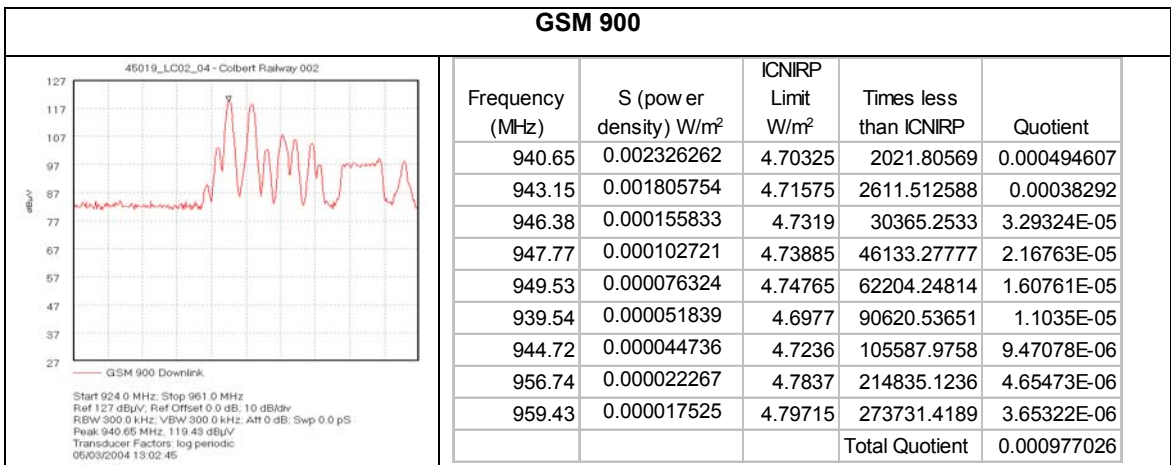 GSM 900
45019_LC02_04 - Colbert Railway 002
127
117
107
97
87
77
67
57
47
37
27
dBµV
GSM 900 Downlink.
Start 924.0 MHz; Stop 961.0 MHz
Ref 127 dBµV; Ref Offset 0.0 dB; 10 dB/div
RBW 300.0 kHz; VBW 300.0 kHz; Att 0 dB; Swp 0.0 pS
Peak 940.65 MHz, 119.43 dBµV
Transducer Factors: log periodic
05/03/2004 13:02:45
Frequency (MHz) S (power density) W/m² ICNIRP Limit W/m² Times less than ICNIRP Quotient
940.65 0.002326262 4.70325 2021.80569 0.000494607
943.15 0.001805754 4.71575 2611.512588 0.00038292
946.38 0.000155833 4.7319 30365.2533 3.29324E-05
947.77 0.000102721 4.73885 46133.27777 2.16763E-05
949.53 0.000076324 4.74765 62204.24814 1.60761E-05
939.54 0.000051839 4.6977 90620.53651 1.1035E-05
944.72 0.000044736 4.7236 105587.9758 9.47078E-06
956.74 0.000022267 4.7837 214835.1236 4.65473E-06
959.43 0.000017525 4.79715 273731.4189 3.65322E-06
Total Quotient 0.000977026